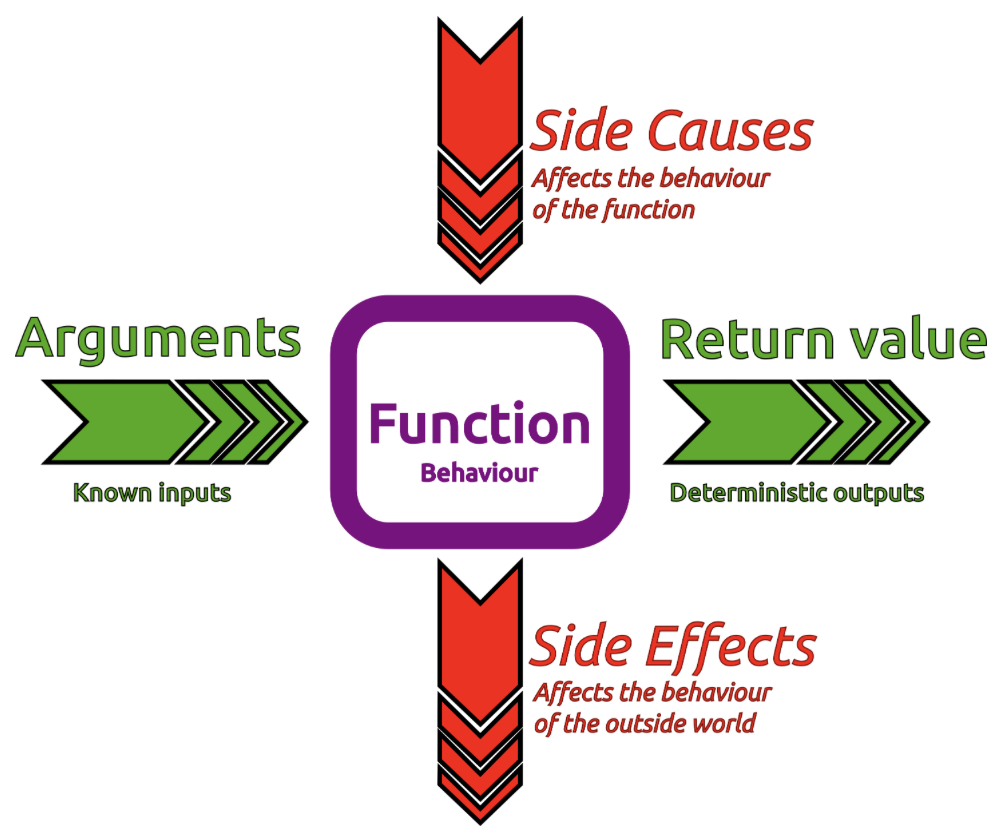 Side Causes
Affects the behaviour
of the function
Arguments
Known inputs
Function
Behaviour
Return value
Deterministic outputs
Side Effects
Affects the behaviour
of the outside world